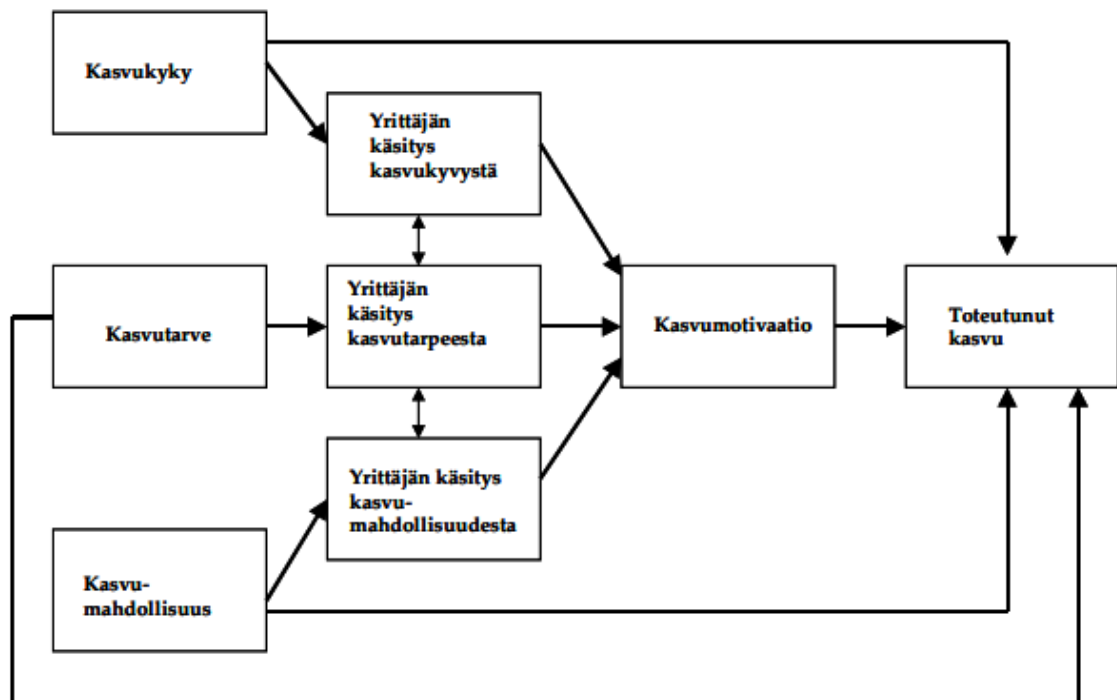 Kasvukyky
Yrittäjän
käsitys
kasvukyvystä
Kasvutarve
Yrittäjän
käsitys
kasvutarpeesta
Kasvumotivaatio
Toteutunut
kasvu
Yrittäjän käsitys
kasvu-
mahdollisuudesta
Kasvu-
mahdollisuus